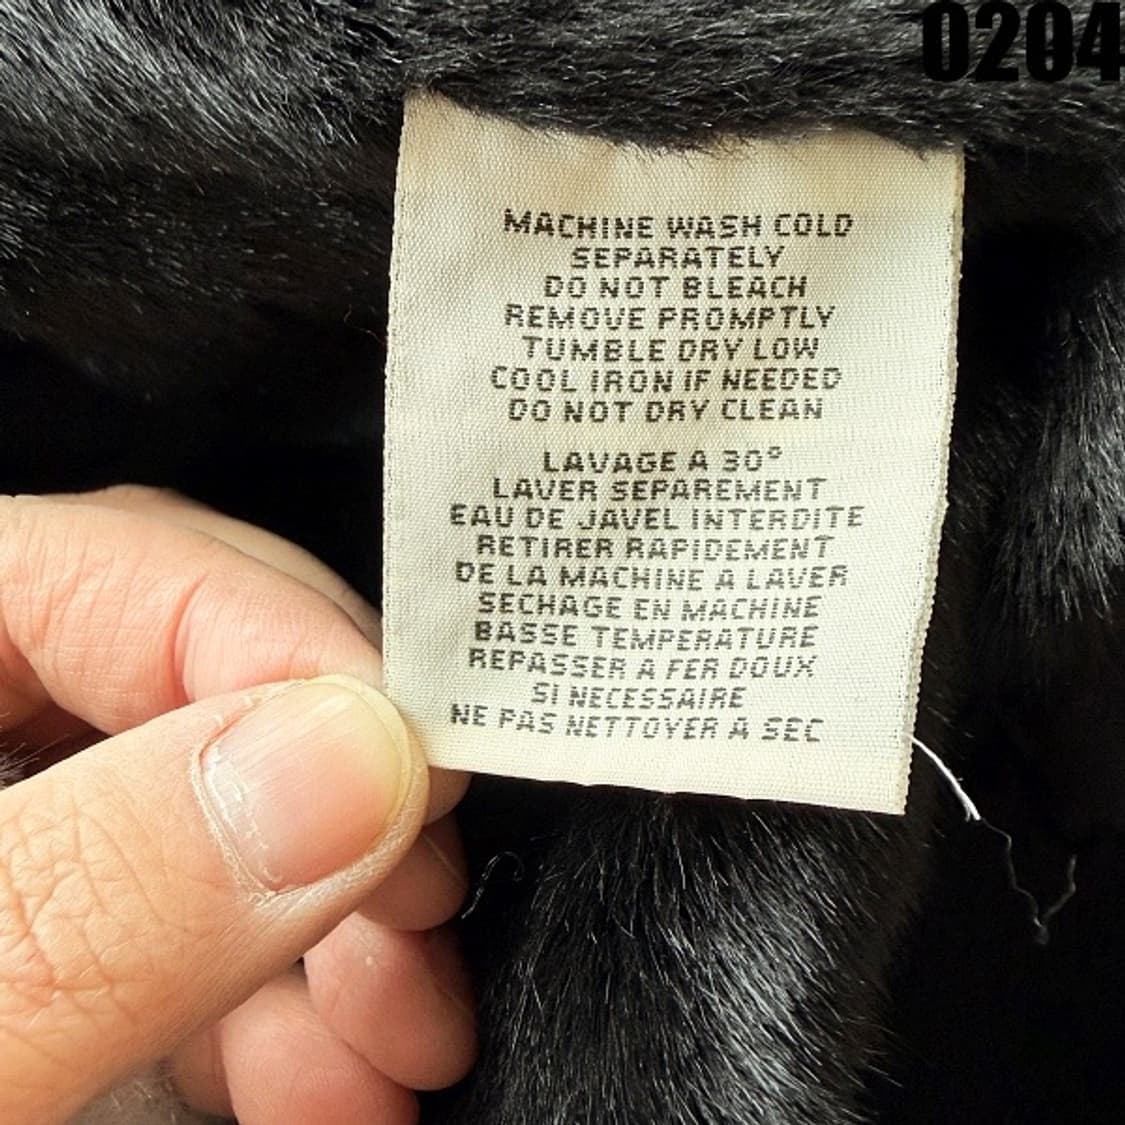 0204
MACHINE WASH COLD
SEPARATELY
DO NOT BLEACH
REMOVE PROMPTLY
TUMBLE DRY LOW
COOL IRON IF NEEDED
DO NOT DRY CLEAN
LAVAGE A 30°
LAVER SEPAREMENT
EAU DE JAVEL INTERDITE
RETIRER RAPIDEMENT
DE LA MACHINE A LAVER
SECHAGE EN MACHINE
BASSE TEMPERATURE
REPASSER A FER DOUX
SI NECESSAIRE
NE PAS NETTOYER A SEC